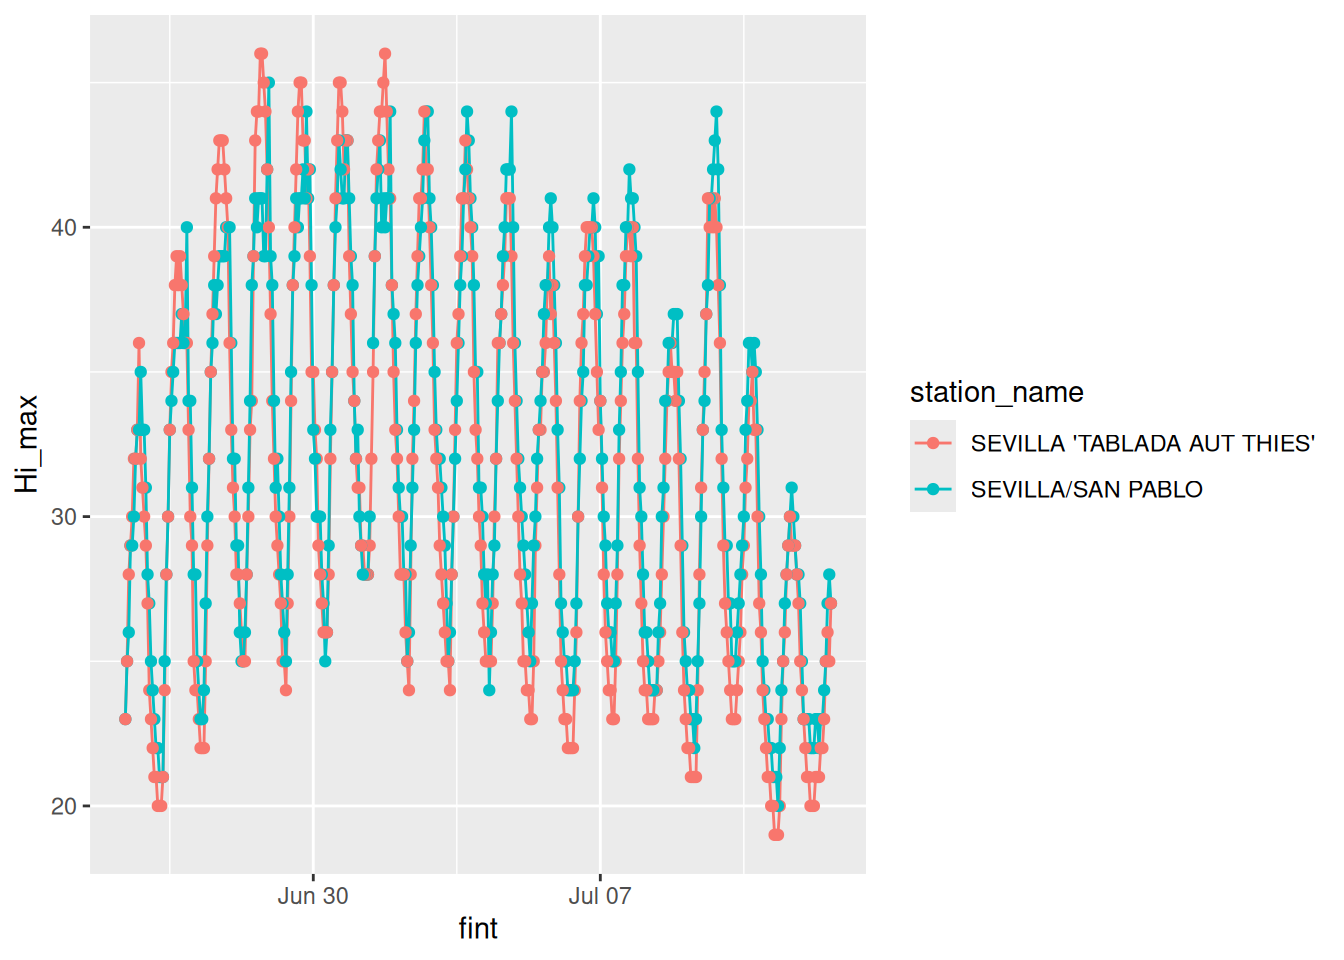 Hi_max
40
30
20
Jun 30
Jul 07
fint
station_name
SEVILLA 'TABLADA AUT THIES'
SEVILLA/SAN PABLO